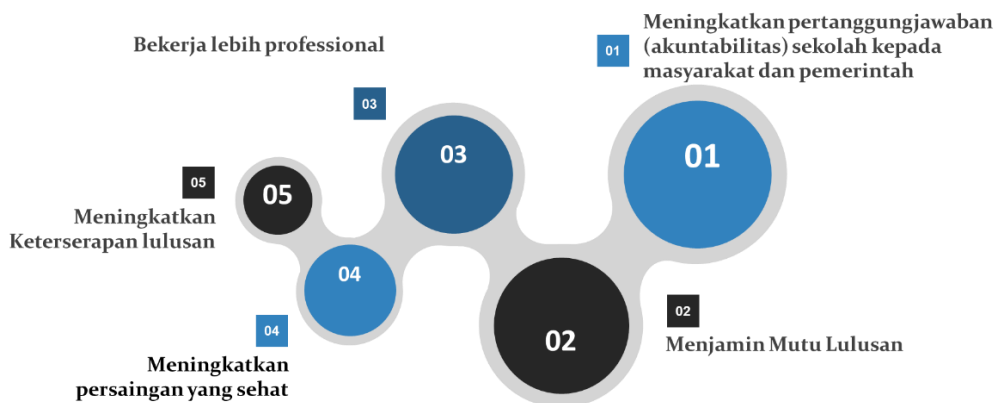 01
Meningkatkan pertanggungjawaban
(akuntabilitas) sekolah kepada
masyarakat dan pemerintah
01
02
Menjamin Mutu Lulusan
02
Bekerja lebih professional
03
03
04
Meningkatkan
persaingan yang sehat
04
05
Meningkatkan
Keterserapan lulusan
05